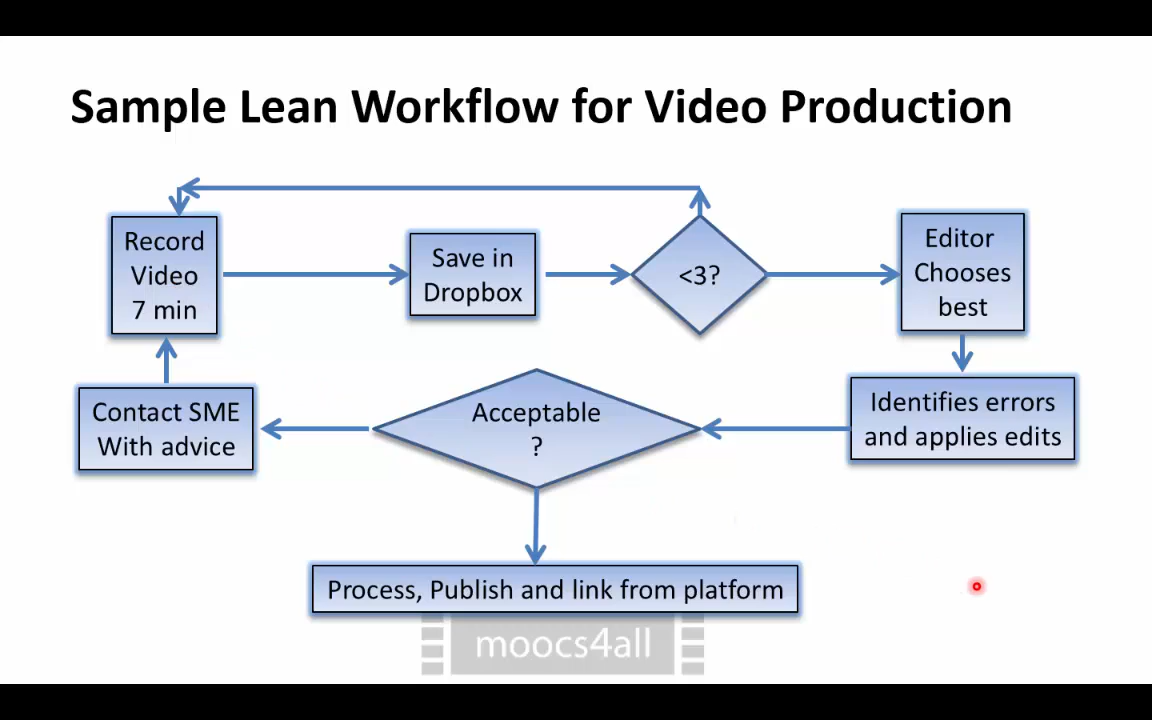 Sample Lean Workflow for Video Production
Record
Video
7 min
Save in
Dropbox
<3?
Editor
Chooses
best
Identifies errors
and applies edits
Acceptable
?
Contact SME
With advice
Process, Publish and link from platform
moocs4all